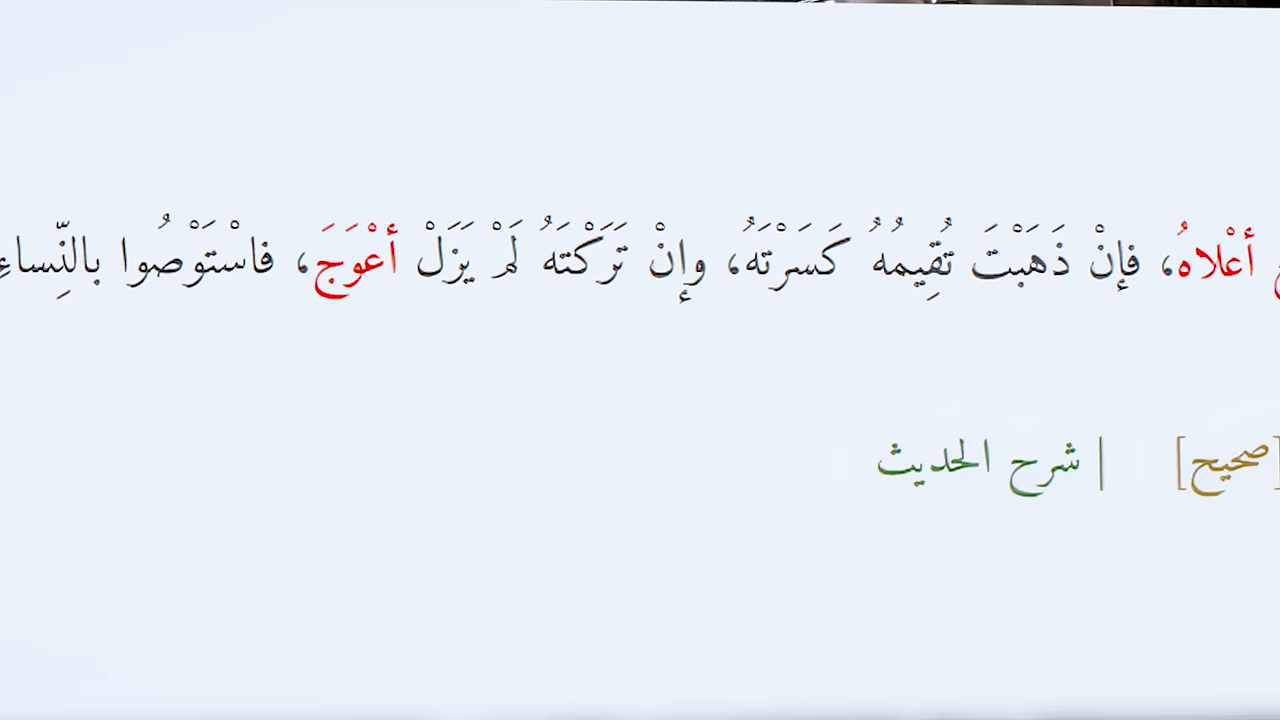 أعْلاهُ، فإنْ ذَهَبْتَ تُقِيمُهُ كَسَرْتَهُ، وإنْ تَرَكْتَهُ لَمْ يَزَلْ أعْوَجَ، فاسْتَوْصُوا بالنِّساءِ
[صحيح] | شرح الحديث